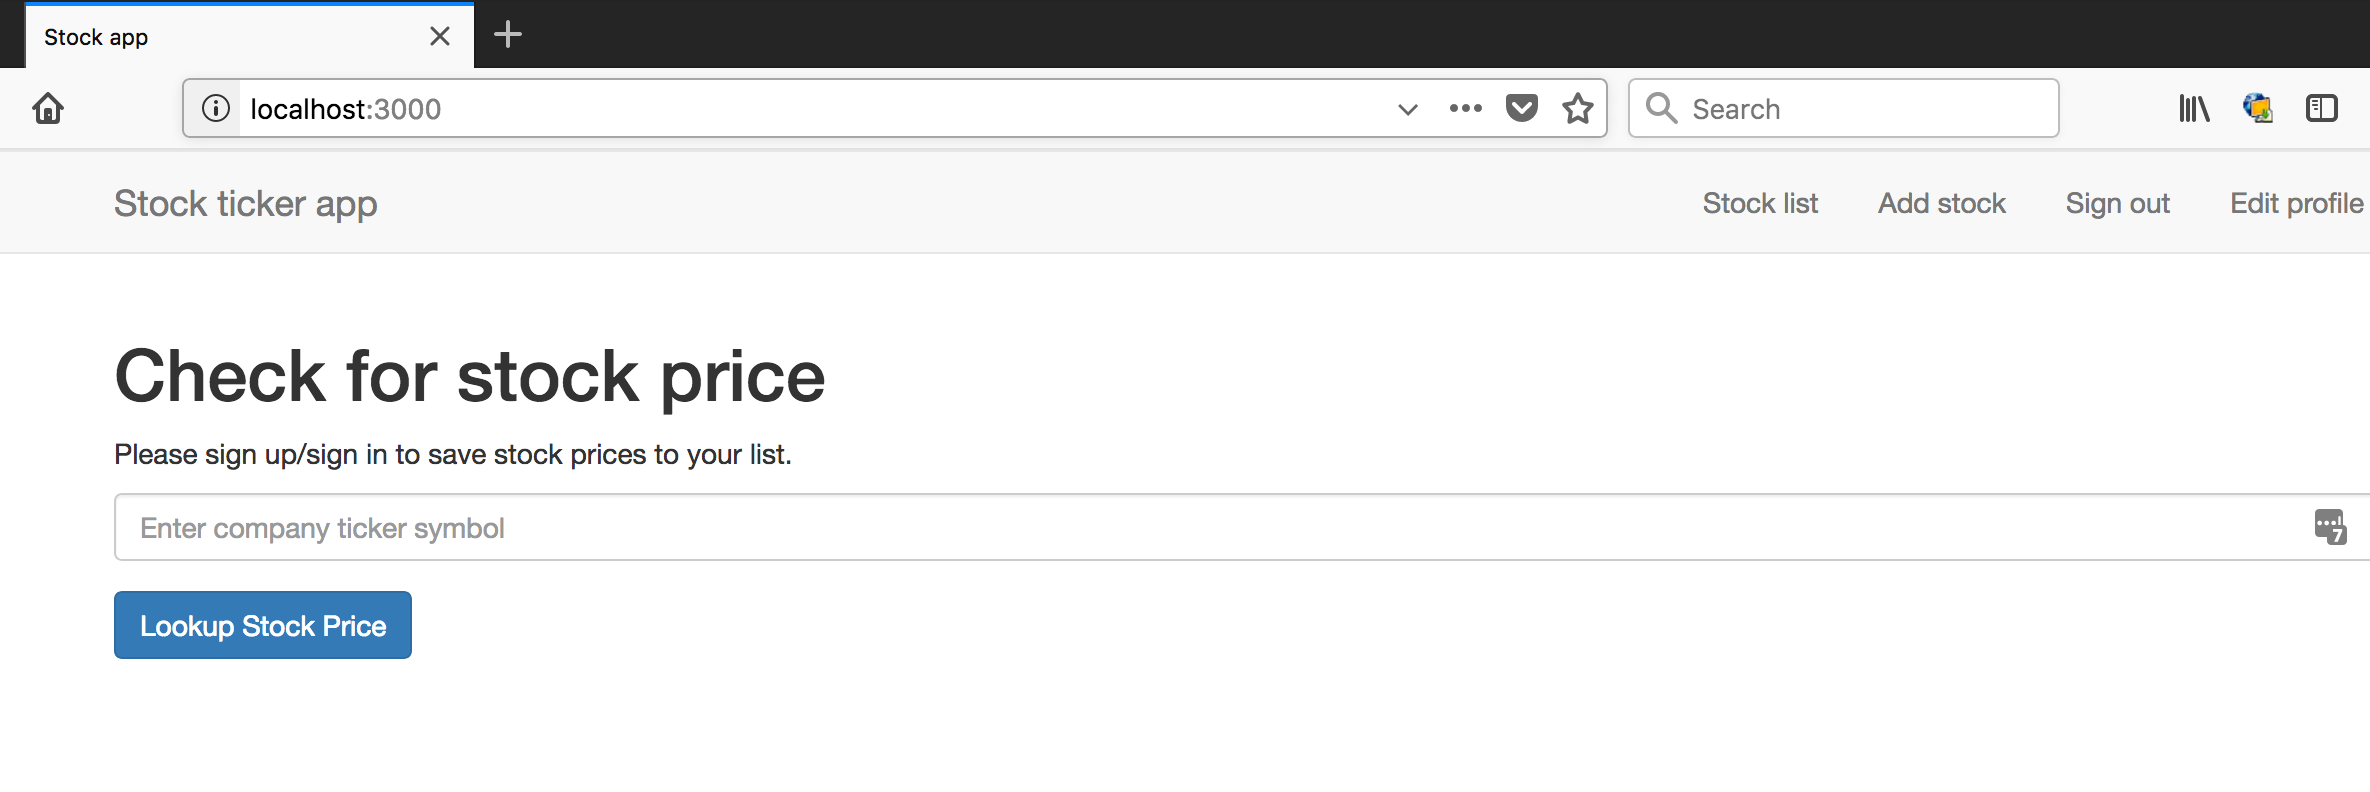 Stock app
localhost:3000
Search
Stock ticker app
Stock list
Add stock
Sign out
Edit profile
Check for stock price
Please sign up/sign in to save stock prices to your list.
Enter company ticker symbol
7
Lookup Stock Price